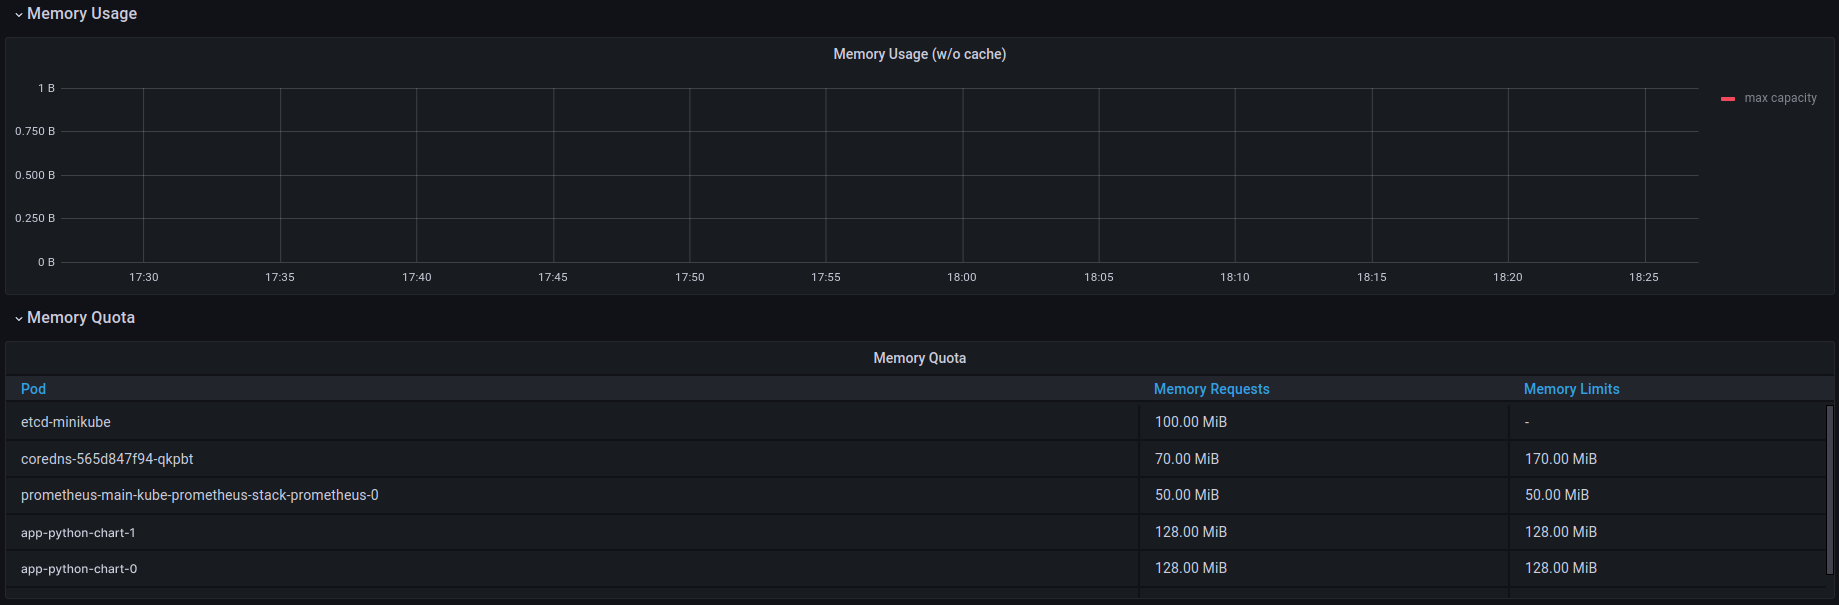 Memory Usage
Memory Usage (w/o cache)
1 B
max capacity
0.750 B
0.500 B
0.250 B
0 B
17:30 17:35 17:40 17:45 17:50 17:55 18:00 18:05 18:10 18:15 18:20 18:25
Memory Quota
Memory Quota
Pod Memory Requests Memory Limits
etcd-minikube 100.00 MiB -
coredns-565d847f94-qkpbt 70.00 MiB 170.00 MiB
prometheus-main-kube-prometheus-stack-prometheus-0 50.00 MiB 50.00 MiB
app-python-chart-1 128.00 MiB 128.00 MiB
app-python-chart-0 128.00 MiB 128.00 MiB